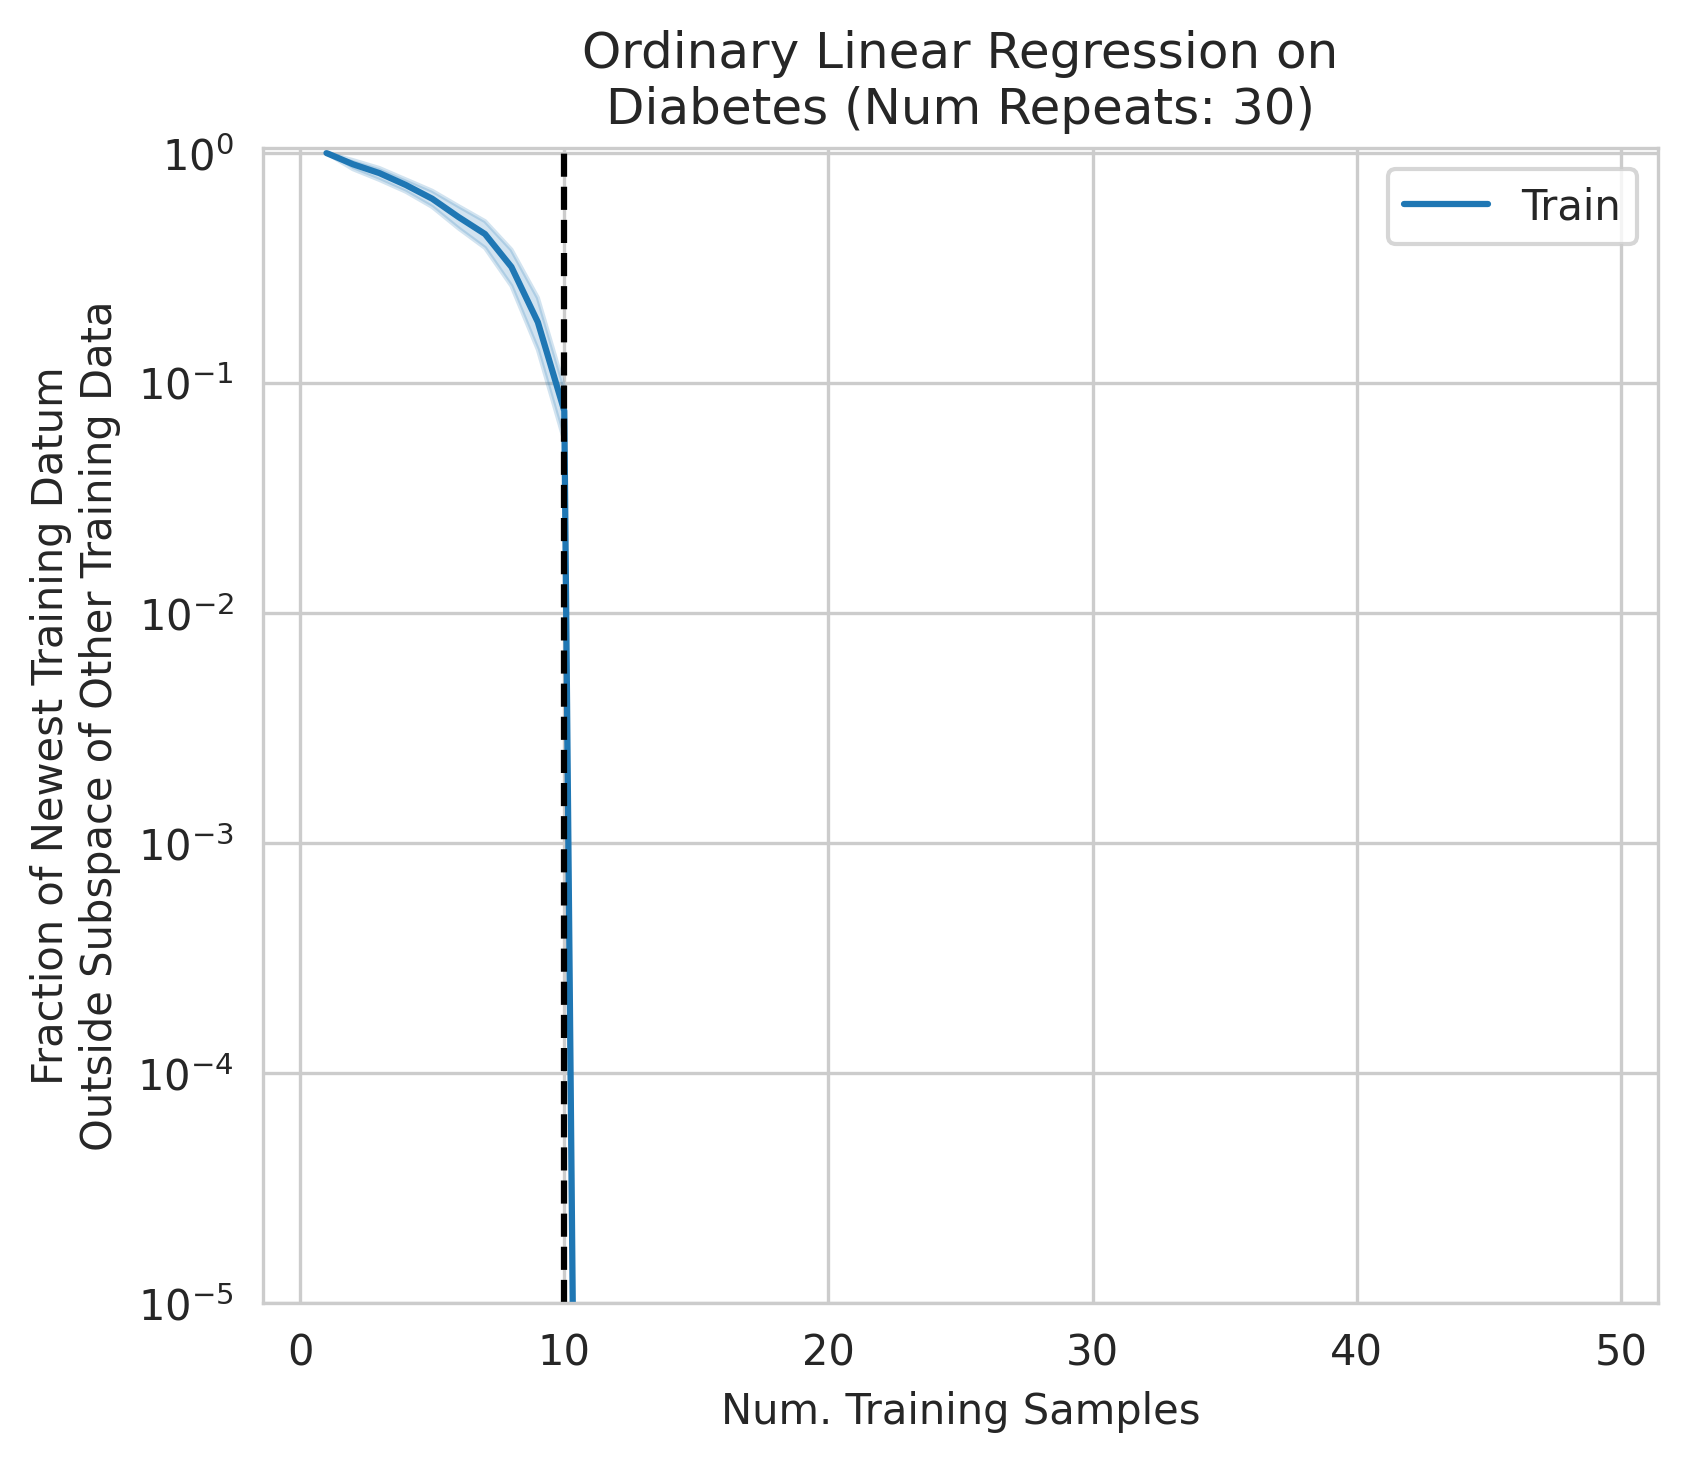 Ordinary Linear Regression on
Diabetes (Num Repeats: 30)
Fraction of Newest Training Datum
Outside Subspace of Other Training Data
10⁰
10⁻¹
10⁻²
10⁻³
10⁻⁴
10⁻⁵
Train
0 10 20 30 40 50
Num. Training Samples